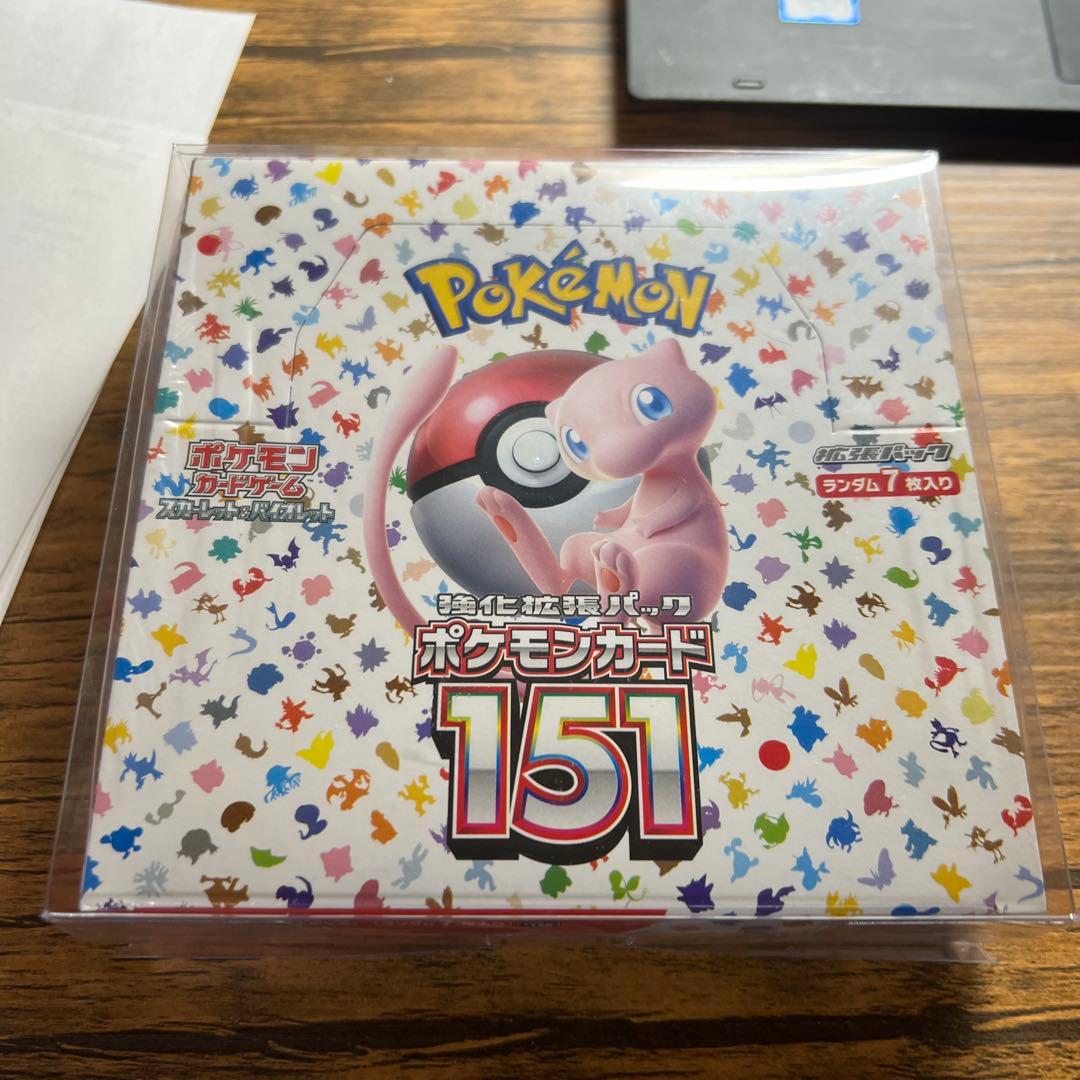 POKÉMON
TM
ポケモン
カードゲーム
TM
スカーレット&バイオレット
拡張パック
ランダム7枚入り
強化拡張パック
ポケモンカード
151